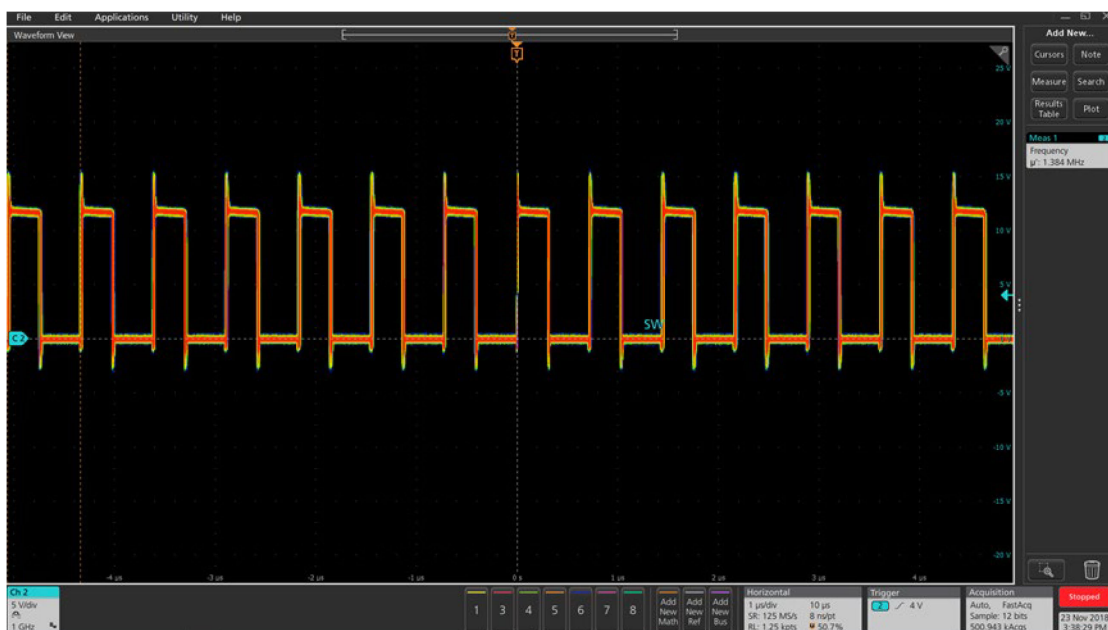 File Edit Applications Utility Help
Waveform View
Add New...
Cursors Note
Measure Search
Results Table Plot
Meas 1 2
Frequency
µ': 1.384 MHz
T
T
25 V
20 V
15 V
10 V
5 V
C 2
SW
-5 V
-10 V
-15 V
-20 V
-4 µs -3 µs -2 µs -1 µs 0 s 1 µs 2 µs 3 µs 4 µs
Ch 2
5 V/div
1 GHz
1 3 4 5 6 7 8
Add New Math
Add New Ref
Add New Bus
Horizontal
1 µs/div 10 µs
SR: 125 MS/s 8 ns/pt
RL: 1.25 kpts 50.7%
Trigger
2 4 V
Acquisition
Auto, FastAcq
Sample: 12 bits
500.943 kAcqs
Stopped
23 Nov 2018
3:38:29 PM